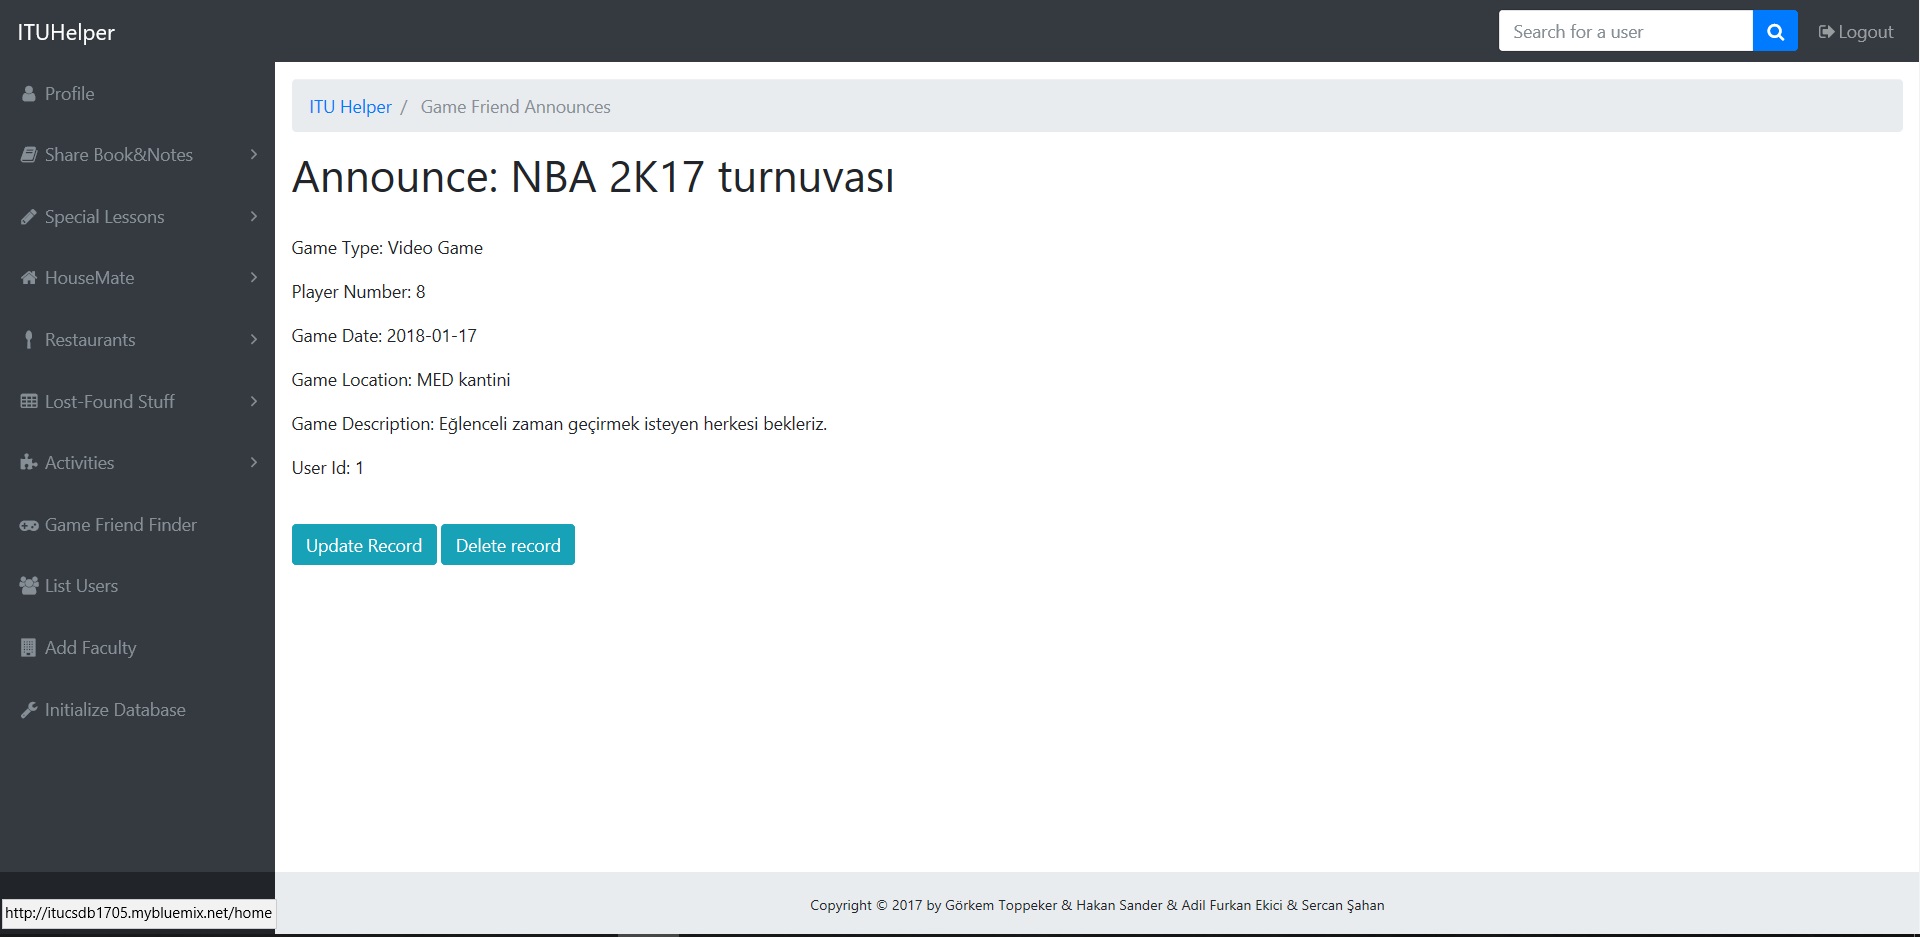 ITUHelper
Search for a user
Logout
Profile
Share Book&Notes
Special Lessons
HouseMate
Restaurants
Lost-Found Stuff
Activities
Game Friend Finder
List Users
Add Faculty
Initialize Database
ITU Helper / Game Friend Announces
Announce: NBA 2K17 turnuvası
Game Type: Video Game
Player Number: 8
Game Date: 2018-01-17
Game Location: MED kantini
Game Description: Eğlenceli zaman geçirmek isteyen herkesi bekleriz.
User Id: 1
Update Record
Delete record
Copyright © 2017 by Görkem Toppeker & Hakan Sander & Adil Furkan Ekici & Sercan Şahan
http://itucsdb1705.mybluemix.net/home